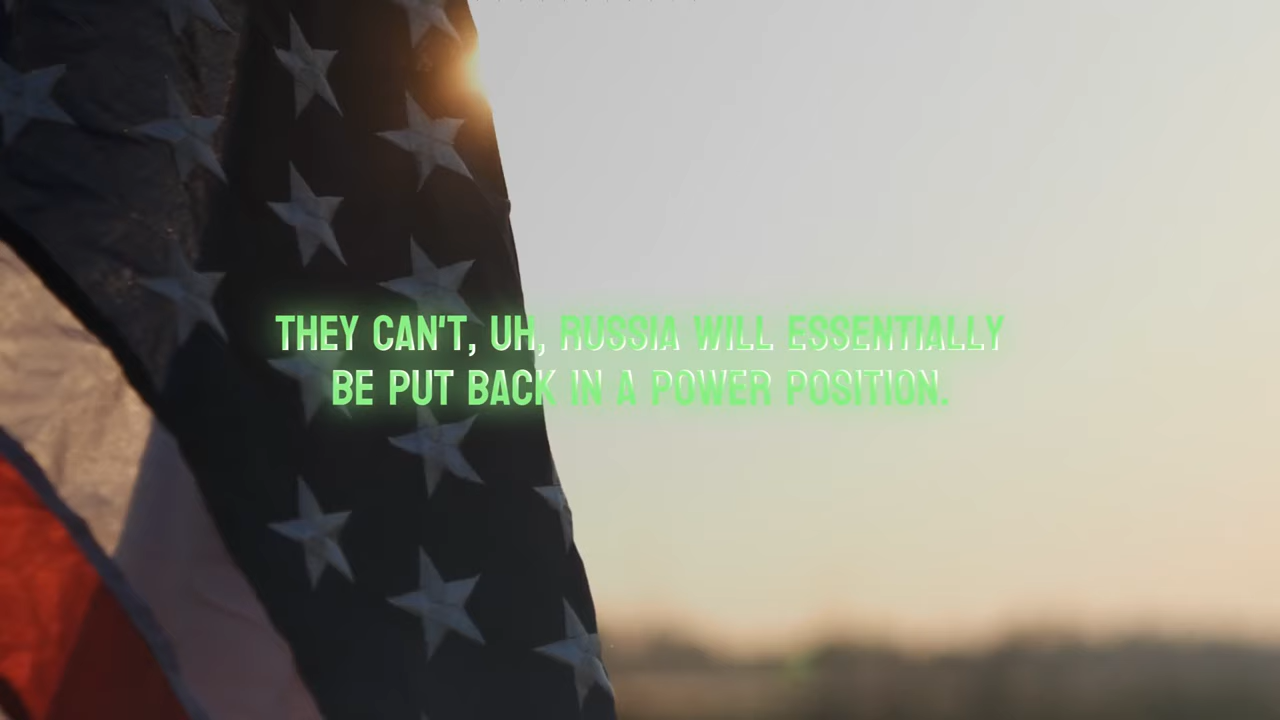 THEY CAN'T, UH, RUSSIA WILL ESSENTIALLY
BE PUT BACK IN A POWER POSITION.